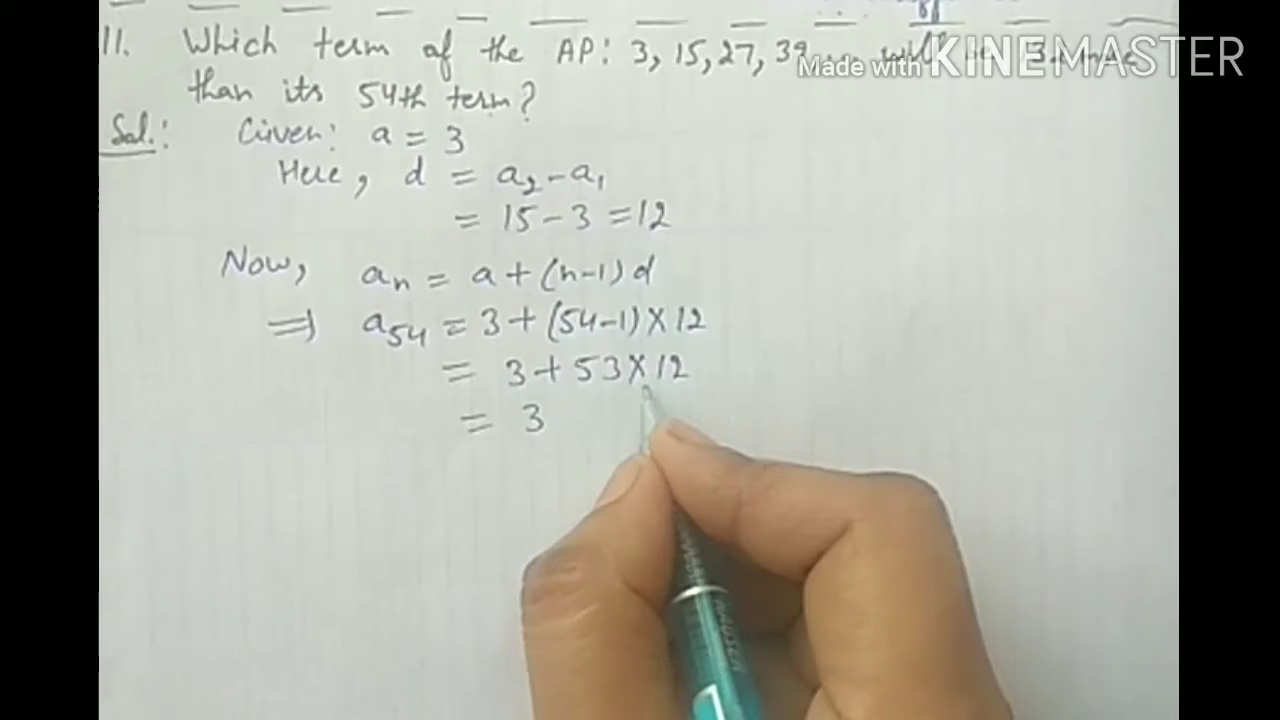 11. Which term of the AP: 3, 15, 27, 39
Made with KINEMASTER
than its 54th term?
Sol.: Given: a = 3
Here, d = a₂ - a₁
= 15 - 3 = 12
Now, aₙ = a + (n-1) d
⇒ a₅₄ = 3 + (54-1) × 12
= 3 + 53 × 12
= 3